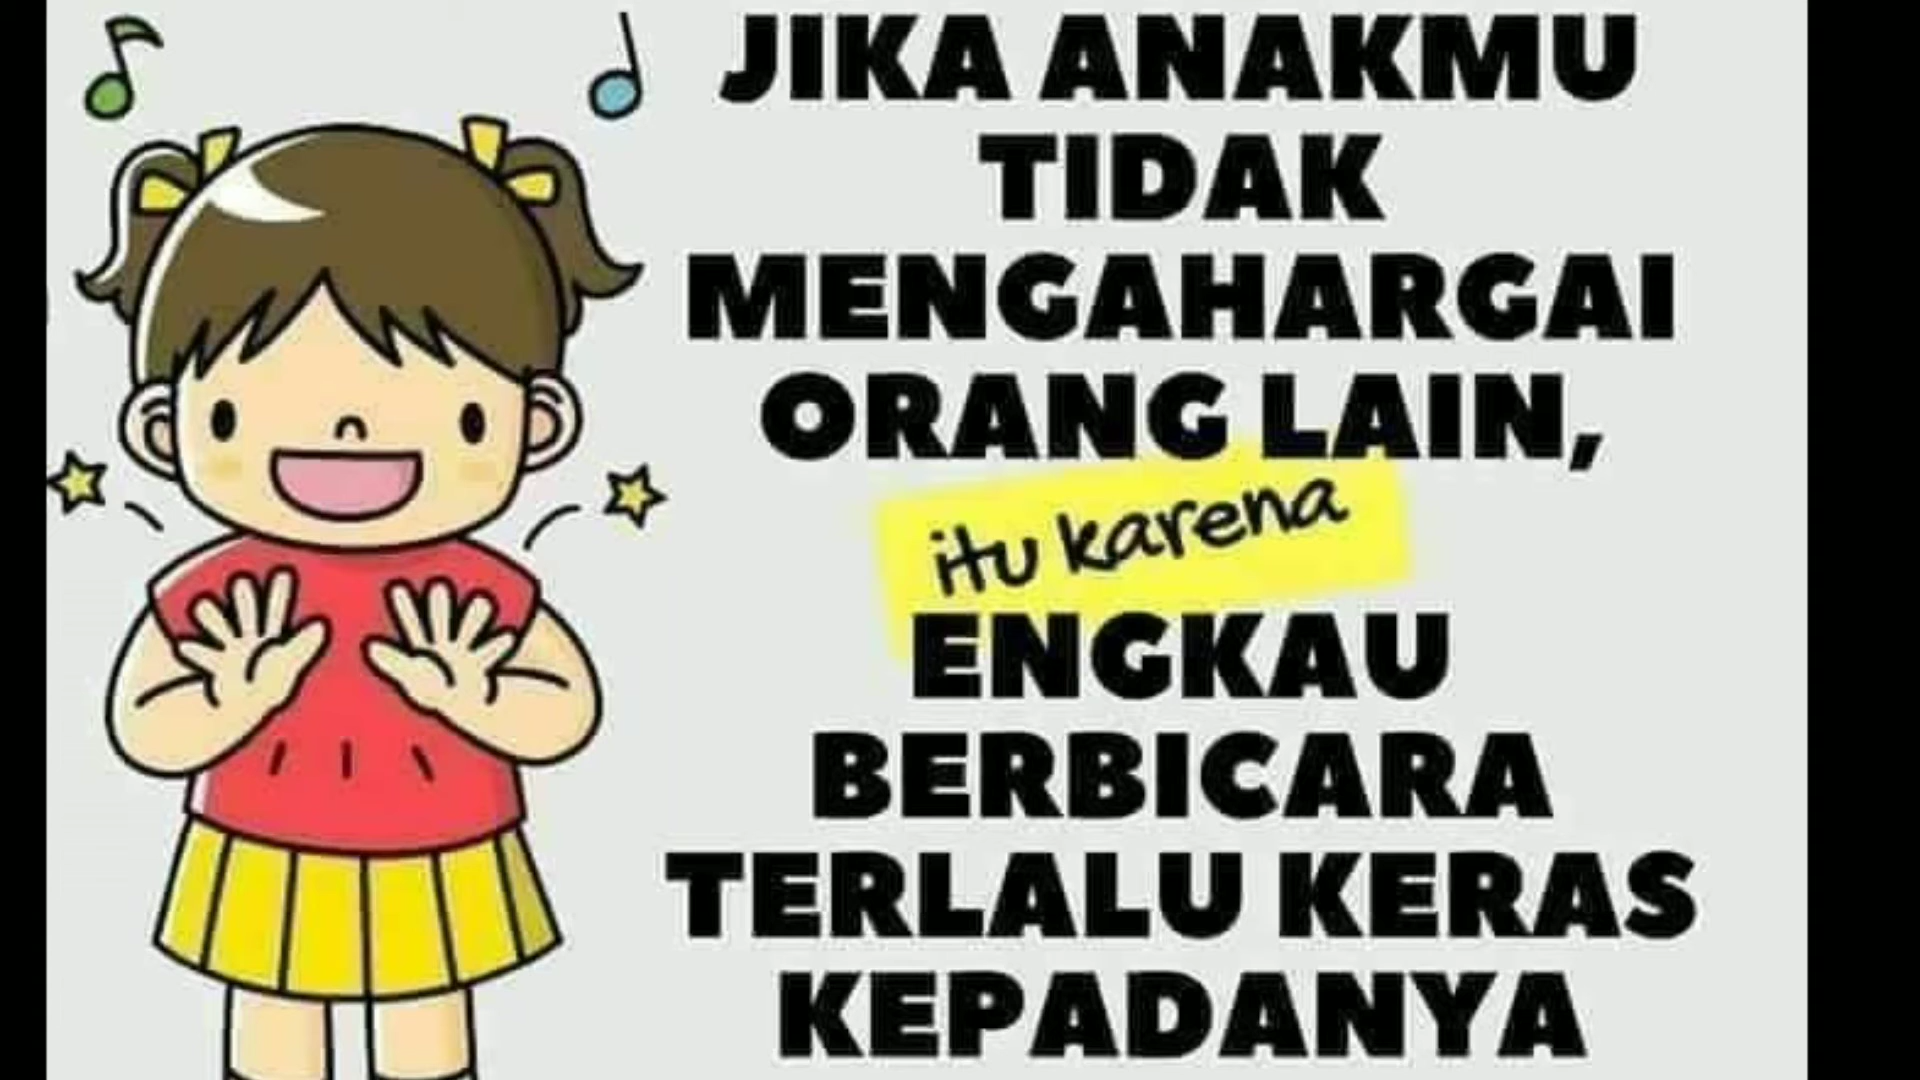 JIKA ANAKMU
TIDAK
MENGAHARGAI
ORANG LAIN,
itu karena
ENGKAU
BERBICARA
TERLALU KERAS
KEPADANYA